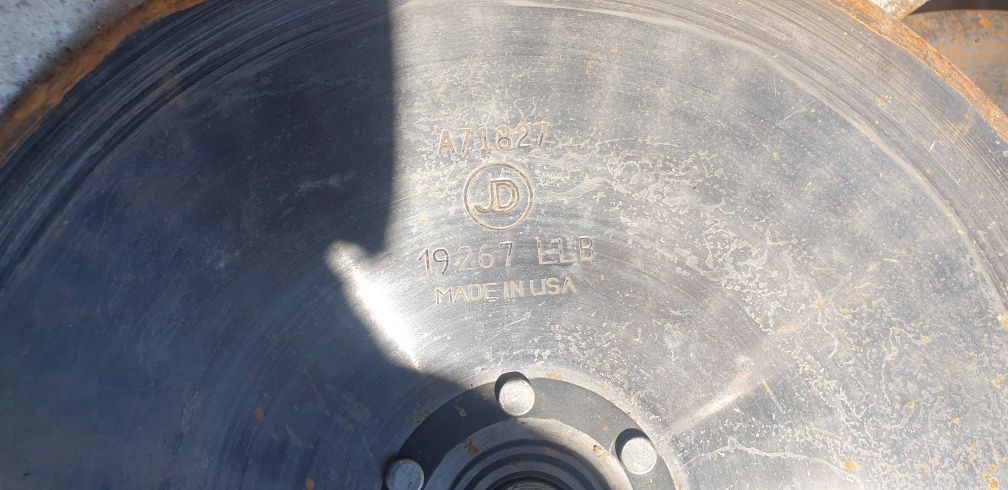 A71827
JD
19267 LLB
MADE IN USA